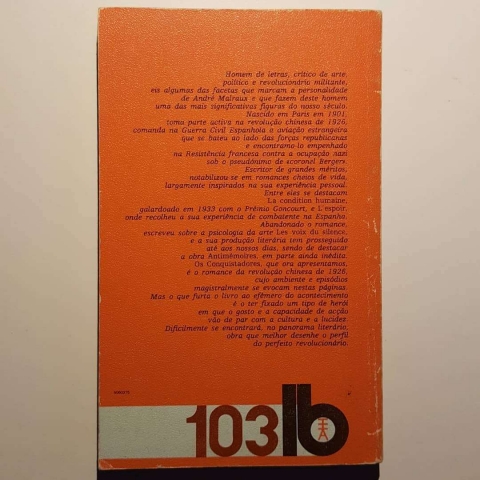 Homem de letras, crítico de arte,
político e revolucionário militante,
eis algumas das facetas que marcam a personalidade
de André Malraux e que fazem deste homem
uma das mais significativas figuras do nosso século.
Nascido em Paris em 1901,
toma parte activa na revolução chinesa de 1926,
comanda na Guerra Civil Espanhola a aviação estrangeira
que se bateu ao lado das forças republicanas
e encontramo-lo empenhado
na Resistência francesa contra a ocupação nazi
sob o pseudónimo de «coronel Berger».
Escritor de grandes méritos,
notabilizou-se em romances cheios de vida,
largamente inspirados na sua experiência pessoal.
Entre eles se destacam
La condition humaine,
galardoado em 1933 com o Prémio Goncourt, e L'espoir,
onde recolheu a sua experiência de combatente na Espanha.
Abandonado o romance,
escreveu sobre a psicologia da arte Les voix du silence,
e a sua produção literária tem prosseguido
até aos nossos dias, sendo de destacar
a obra Antimémoires, em parte ainda inédita.
Os Conquistadores, que ora apresentamos,
é o romance da revolução chinesa de 1926,
cujo ambiente e episódios
magistralmente se evocam nestas páginas.
Mas o que furta o livro ao efémero do acontecimento
é o ter fixado um tipo de herói
em que o gosto e a capacidade de acção
vão de par com a cultura e a lucidez.
Dificilmente se encontrará, no panorama literário,
obra que melhor desenhe o perfil
do perfeito revolucionário.
103 lb